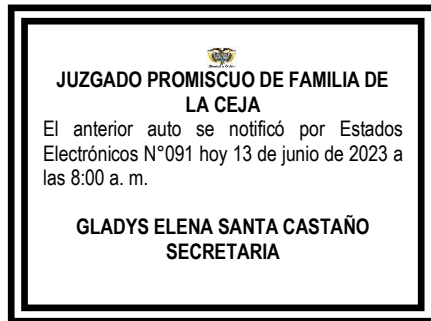 JUZGADO PROMISCUO DE FAMILIA DE
LA CEJA
El anterior auto se notificó por Estados
Electrónicos N°091 hoy 13 de junio de 2023 a
las 8:00 a. m.
GLADYS ELENA SANTA CASTAÑO
SECRETARIA